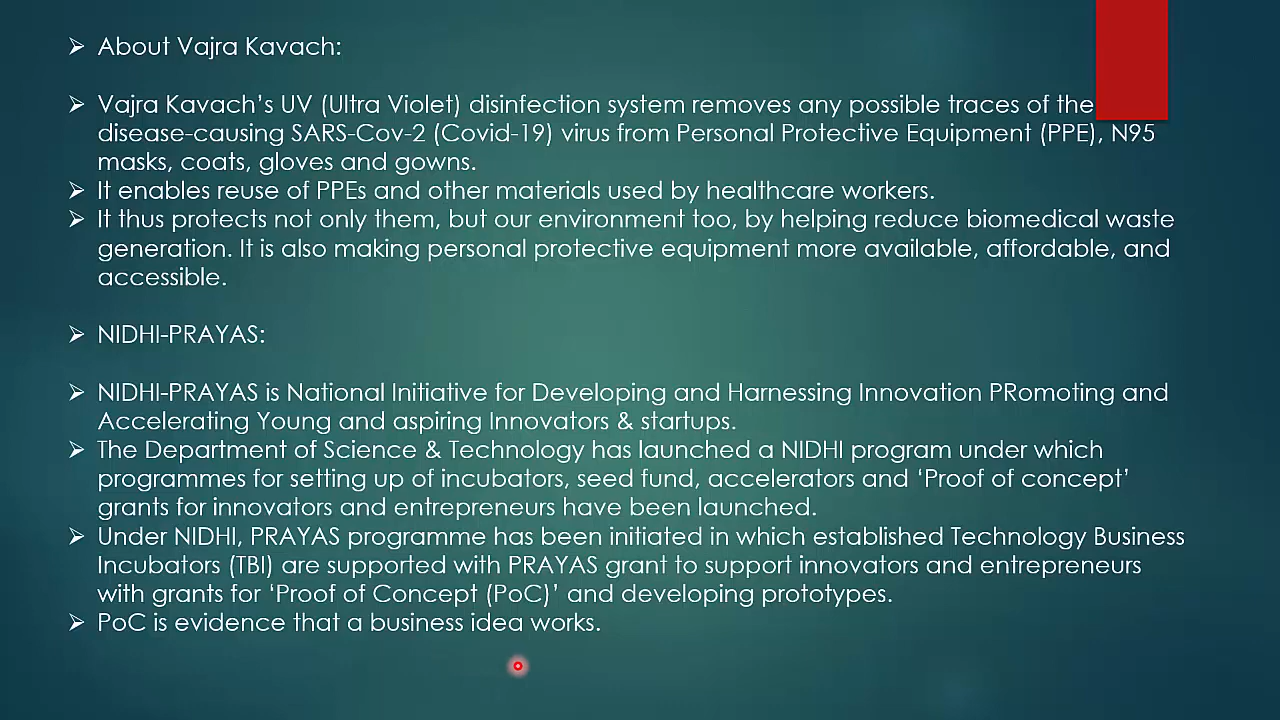 About Vajra Kavach:
Vajra Kavach's UV (Ultra Violet) disinfection system removes any possible traces of the
disease-causing SARS-Cov-2 (Covid-19) virus from Personal Protective Equipment (PPE), N95
masks, coats, gloves and gowns.
It enables reuse of PPEs and other materials used by healthcare workers.
It thus protects not only them, but our environment too, by helping reduce biomedical waste
generation. It is also making personal protective equipment more available, affordable, and
accessible.
NIDHI-PRAYAS:
NIDHI-PRAYAS is National Initiative for Developing and Harnessing Innovation PRomoting and
Accelerating Young and aspiring Innovators & startups.
The Department of Science & Technology has launched a NIDHI program under which
programmes for setting up of incubators, seed fund, accelerators and 'Proof of concept'
grants for innovators and entrepreneurs have been launched.
Under NIDHI, PRAYAS programme has been initiated in which established Technology Business
Incubators (TBI) are supported with PRAYAS grant to support innovators and entrepreneurs
with grants for 'Proof of Concept (PoC)' and developing prototypes.
PoC is evidence that a business idea works.